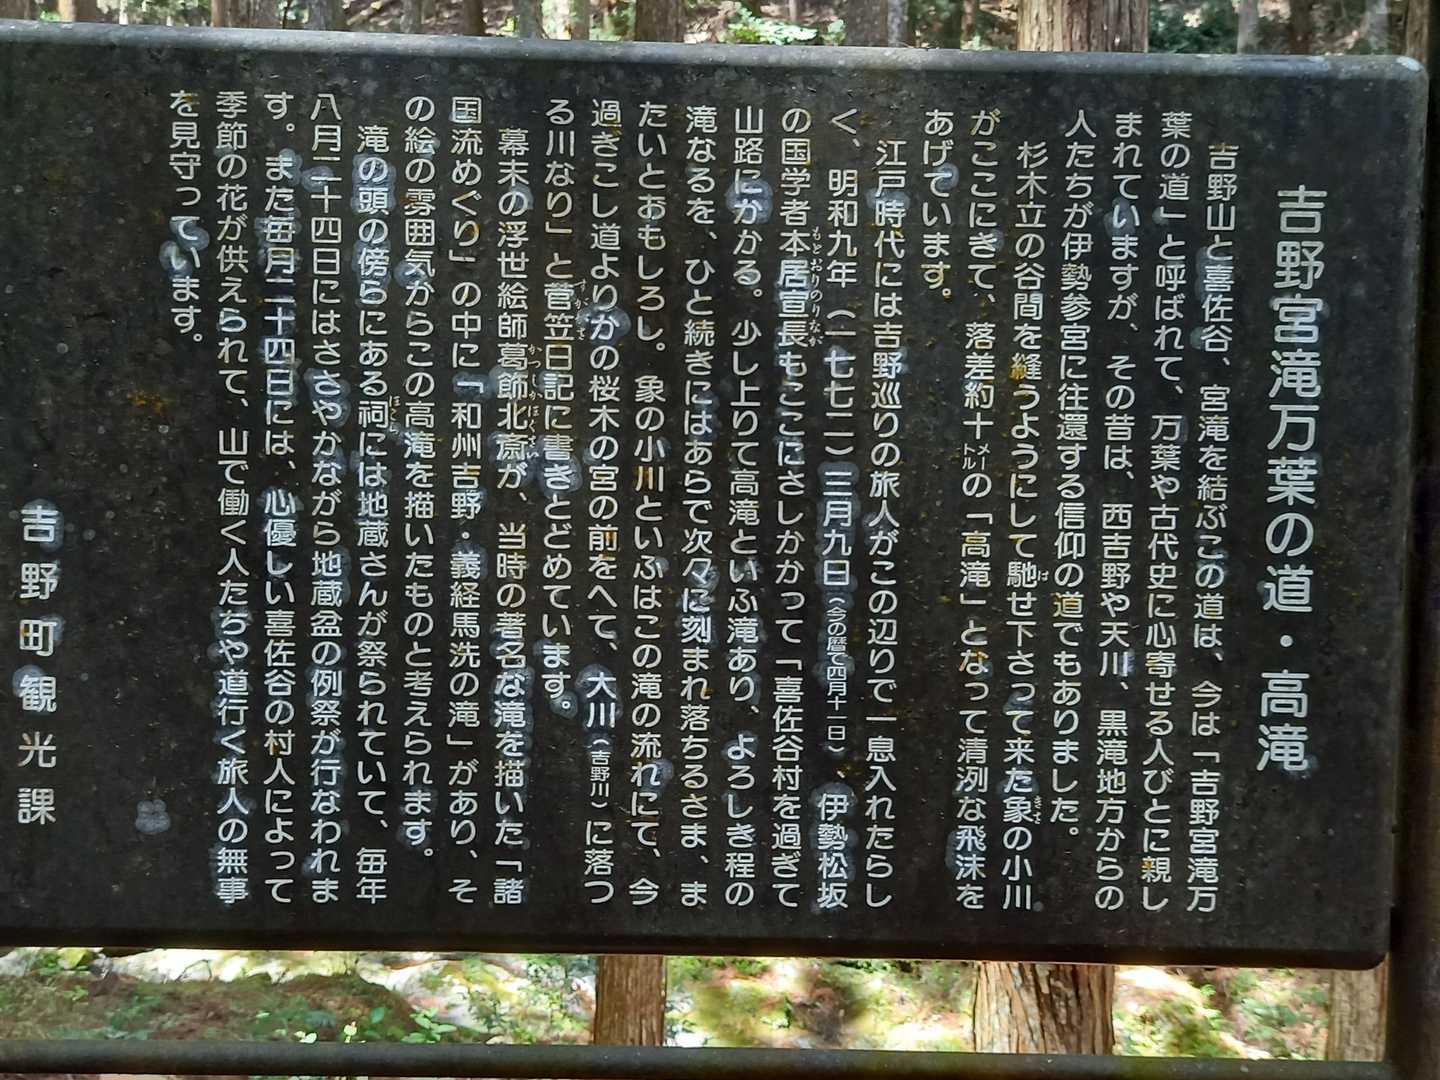 吉野宮滝万葉の道・高滝
吉野山と喜佐谷、宮滝を結ぶこの道は、今は「吉野宮滝万
葉の道」と呼ばれて、万葉や古代史に心寄せる人びとに親し
まれていますが、その昔は、西吉野や天川、黒滝地方からの
人たちが伊勢参宮に往還する信仰の道でもありました。
杉木立の谷間を縫うようにして馳せ下さって来た象の小川
がここにきて、落差約十メートルの「高滝」となって清洌な飛沫を
あげています。
江戸時代には吉野巡りの旅人がこの辺りで一息入れたらし
く、明和九年（一七七二）三月九日（今の暦で四月十一日）、伊勢松坂
の国学者本居宣長もここにさしかかって「喜佐谷村を過ぎて
山路にかかる。少し上りて高滝といふ滝あり、よろしき程の
滝なるを、ひと続きにはあらで次々に刻まれ落ちるさま、ま
たいとおもしろし。象の小川といふはこの滝の流れにて、今
過ぎこし道よりかの桜木の宮の前をへて、大川（吉野川）に落つ
る川なり」と菅笠日記に書きとどめています。
幕末の浮世絵師葛飾北斎が、当時の著名な滝を描いた「諸
国流めぐり」の中に「和州吉野・義経馬洗の滝」があり、そ
の絵の雰囲気からこの高滝を描いたものと考えられます。
滝の頭の傍らにある祠には地蔵さんが祭られていて、毎年
八月二十四日にはささやかながら地蔵盆の例祭が行なわれま
す。また毎月二十四日には、心優しい喜佐谷の村人によって
季節の花が供えられて、山で働く人たちや道行く旅人の無事
を見守っています。
吉野町観光課